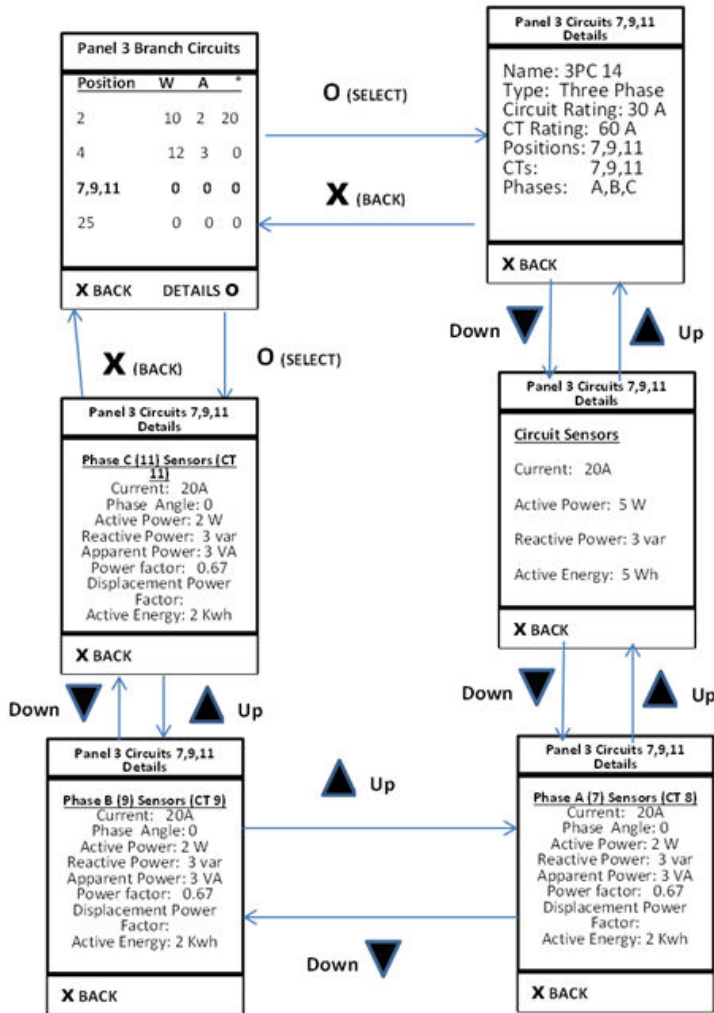 Panel 3 Branch Circuits
Position W A °
2 10 2 20
4 12 3 0
7,9,11 0 0 0
25 0 0 0
X BACK DETAILS O
O (SELECT)
X (BACK)
Panel 3 Circuits 7,9,11
Details
Name: 3PC 14
Type: Three Phase
Circuit Rating: 30 A
CT Rating: 60 A
Positions: 7,9,11
CTs: 7,9,11
Phases: A,B,C
X BACK
Down
Up
X (BACK)
O (SELECT)
Panel 3 Circuits 7,9,11
Details
Phase C (11) Sensors (CT
11)
Current: 20A
Phase Angle: 0
Active Power: 2 W
Reactive Power: 3 var
Apparent Power: 3 VA
Power factor: 0.67
Displacement Power
Factor:
Active Energy: 2 Kwh
X BACK
Panel 3 Circuits 7,9,11
Details
Circuit Sensors
Current: 20A
Active Power: 5 W
Reactive Power: 3 var
Active Energy: 5 Wh
X BACK
Down
Up
Down
Up
Panel 3 Circuits 7,9,11
Details
Phase B (9) Sensors (CT 9)
Current: 20A
Phase Angle: 0
Active Power: 2 W
Reactive Power: 3 var
Apparent Power: 3 VA
Power factor: 0.67
Displacement Power
Factor:
Active Energy: 2 Kwh
X BACK
Up
Down
Panel 3 Circuits 7,9,11
Details
Phase A (7) Sensors (CT 8)
Current: 20A
Phase Angle: 0
Active Power: 2 W
Reactive Power: 3 var
Apparent Power: 3 VA
Power factor: 0.67
Displacement Power
Factor:
Active Energy: 2 Kwh
X BACK